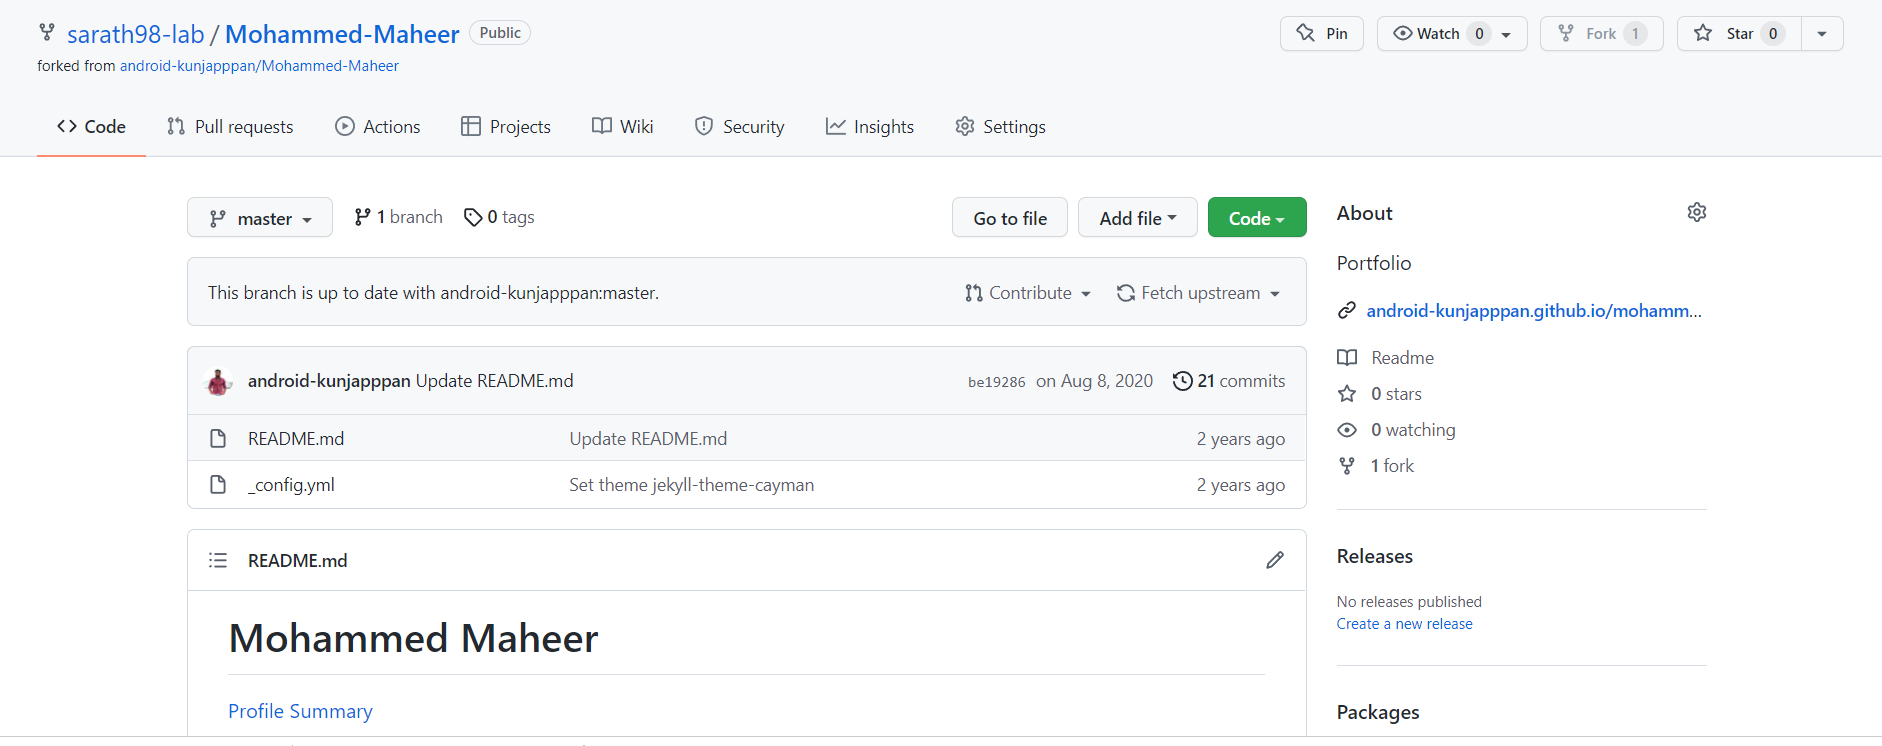 sarath98-lab / Mohammed-Maheer Public
Pin Watch 0 Fork 1 Star 0
forked from android-kunjapppan/Mohammed-Maheer
Code Pull requests Actions Projects Wiki Security Insights Settings
master 1 branch 0 tags Go to file Add file Code
This branch is up to date with android-kunjapppan:master. Contribute Fetch upstream
android-kunjapppan Update README.md be19286 on Aug 8, 2020 21 commits
README.md Update README.md 2 years ago
_config.yml Set theme jekyll-theme-cayman 2 years ago
README.md
Mohammed Maheer
Profile Summary
About
Portfolio
android-kunjapppan.github.io/mohamm...
Readme
0 stars
0 watching
1 fork
Releases
No releases published
Create a new release
Packages